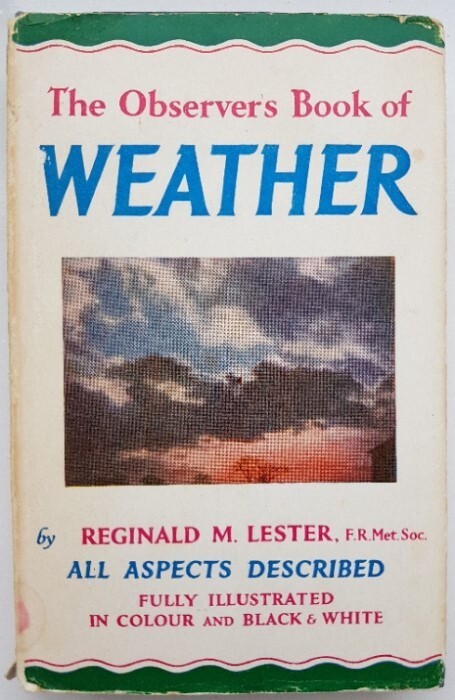 The Observer's Book of
WEATHER
by REGINALD M. LESTER, F.R.Met.Soc.
ALL ASPECTS DESCRIBED
FULLY ILLUSTRATED
IN COLOUR AND BLACK & WHITE